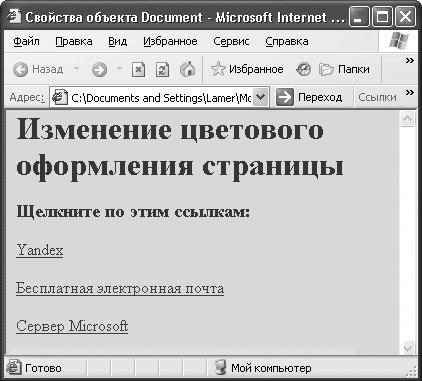 Свойства объекта Document - Microsoft Internet ...
Файл Правка Вид Избранное Сервис Справка
Назад Избранное Папки
Адрес: C:\Documents and Settings\Lamer\Мо Переход Ссылки
Изменение цветового
оформления страницы
Щелкните по этим ссылкам:
Yandex
Бесплатная электронная почта
Сервер Microsoft
Готово Мой компьютер